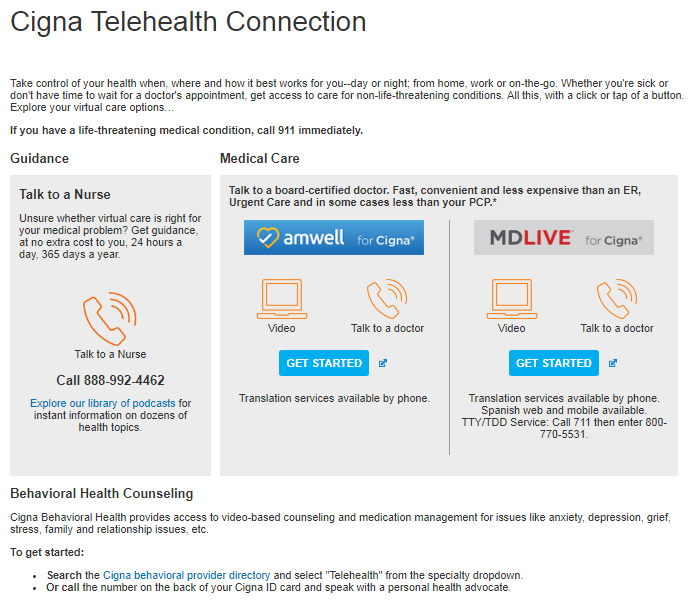 Cigna Telehealth Connection
Take control of your health when, where and how it best works for you--day or night; from home, work or on-the-go. Whether you're sick or
don't have time to wait for a doctor's appointment, get access to care for non-life-threatening conditions. All this, with a click or tap of a button.
Explore your virtual care options…
If you have a life-threatening medical condition, call 911 immediately.
Guidance
Talk to a Nurse
Unsure whether virtual care is right for
your medical problem? Get guidance,
at no extra cost to you, 24 hours a
day, 365 days a year.
Talk to a Nurse
Call 888-992-4462
Explore our library of podcasts for
instant information on dozens of
health topics.
Medical Care
Talk to a board-certified doctor. Fast, convenient and less expensive than an ER,
Urgent Care and in some cases less than your PCP.*
amwell for Cigna®
Video
Talk to a doctor
GET STARTED
Translation services available by phone.
MDLIVE® for Cigna®
Video
Talk to a doctor
GET STARTED
Translation services available by phone.
Spanish web and mobile available.
TTY/TDD Service: Call 711 then enter 800-
770-5531.
Behavioral Health Counseling
Cigna Behavioral Health provides access to video-based counseling and medication management for issues like anxiety, depression, grief,
stress, family and relationship issues, etc.
To get started:
• Search the Cigna behavioral provider directory and select "Telehealth" from the specialty dropdown.
• Or call the number on the back of your Cigna ID card and speak with a personal health advocate.